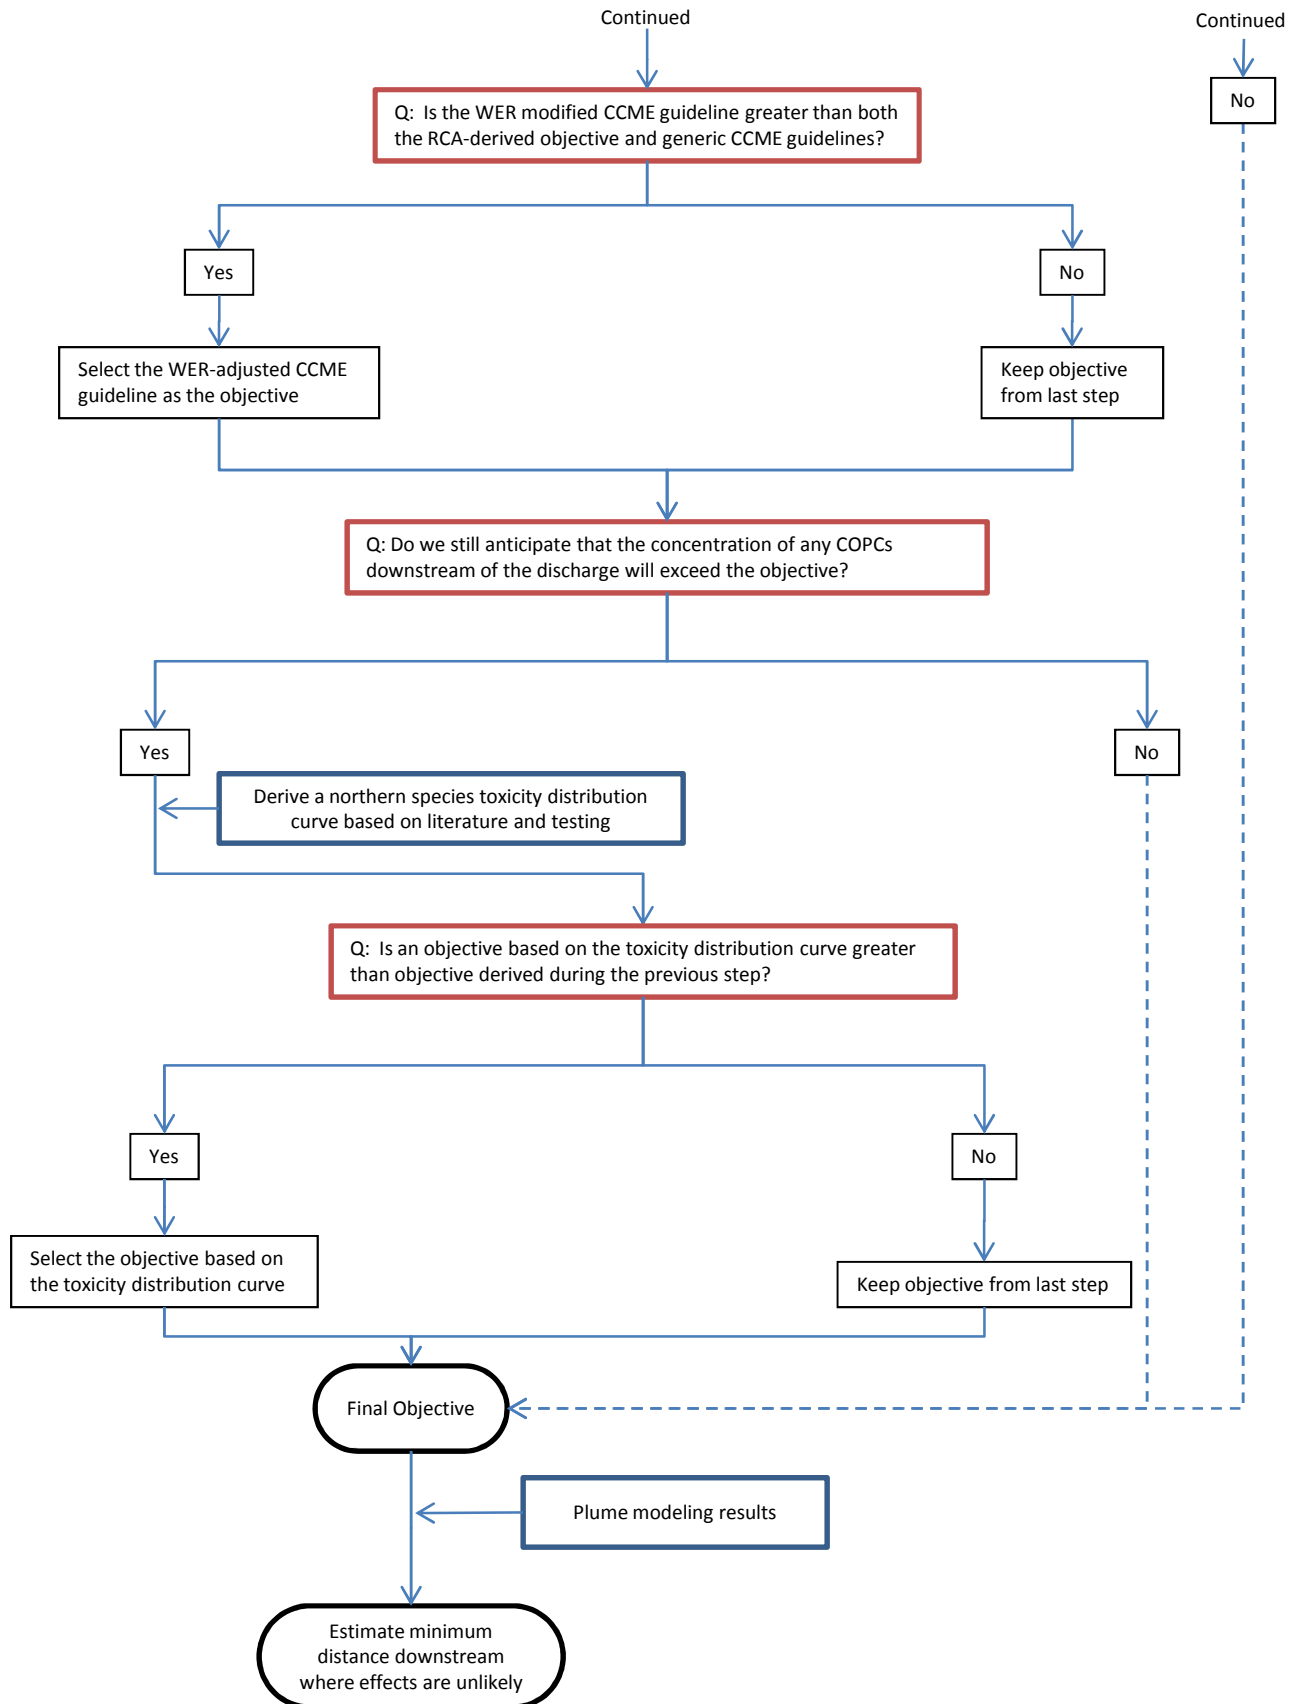 Continued
Continued
No
Q:  Is the WER modified CCME guideline greater than both
the RCA-derived objective and generic CCME guidelines?
Yes
No
Select the WER-adjusted CCME
guideline as the objective
Keep objective
from last step
Q: Do we still anticipate that the concentration of any COPCs
downstream of the discharge will exceed the objective?
Yes
No
Derive a northern species toxicity distribution
curve based on literature and testing
Q:  Is an objective based on the toxicity distribution curve greater
than objective derived during the previous step?
Yes
No
Select the objective based on
the toxicity distribution curve
Keep objective from last step
Final Objective
Plume modeling results
Estimate minimum
distance downstream
where effects are unlikely